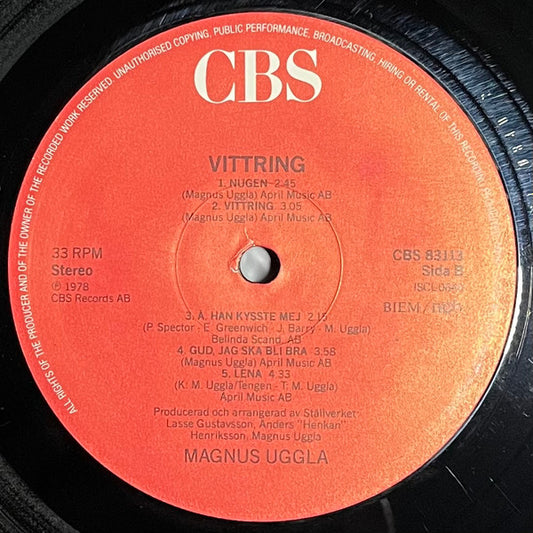 ALL RIGHTS OF THE PRODUCER AND OF THE OWNER OF THE RECORDED WORK RESERVED. UNAUTHORISED COPYING, PUBLIC PERFORMANCE, BROADCASTING, HIRING OR RENTAL OF THIS RECORDING
CBS
VITTRING
1. NUGEN 2.45
(Magnus Uggla) April Music AB
2. VITTRING 3.05
(Magnus Uggla) April Music AB
33 RPM
Stereo
℗ 1978
CBS Records AB
CBS 83113
Sida B
BIEM/n©b
3. Å, HAN KYSSTE MEJ 2.15
(P. Spector - E. Greenwich - J. Barry - M. Uggla)
Belinda Scand. AB
4. GUD, JAG SKA BLI BRA 3.58
(Magnus Uggla) April Music AB
5. LENA 4.33
(K. M. Uggla/Tengen - T. M. Uggla)
April Music AB
Producerad och arrangerad av Ställverket:
Lasse Gustavsson, Anders "Henkan"
Henriksson, Magnus Uggla
MAGNUS UGGLA